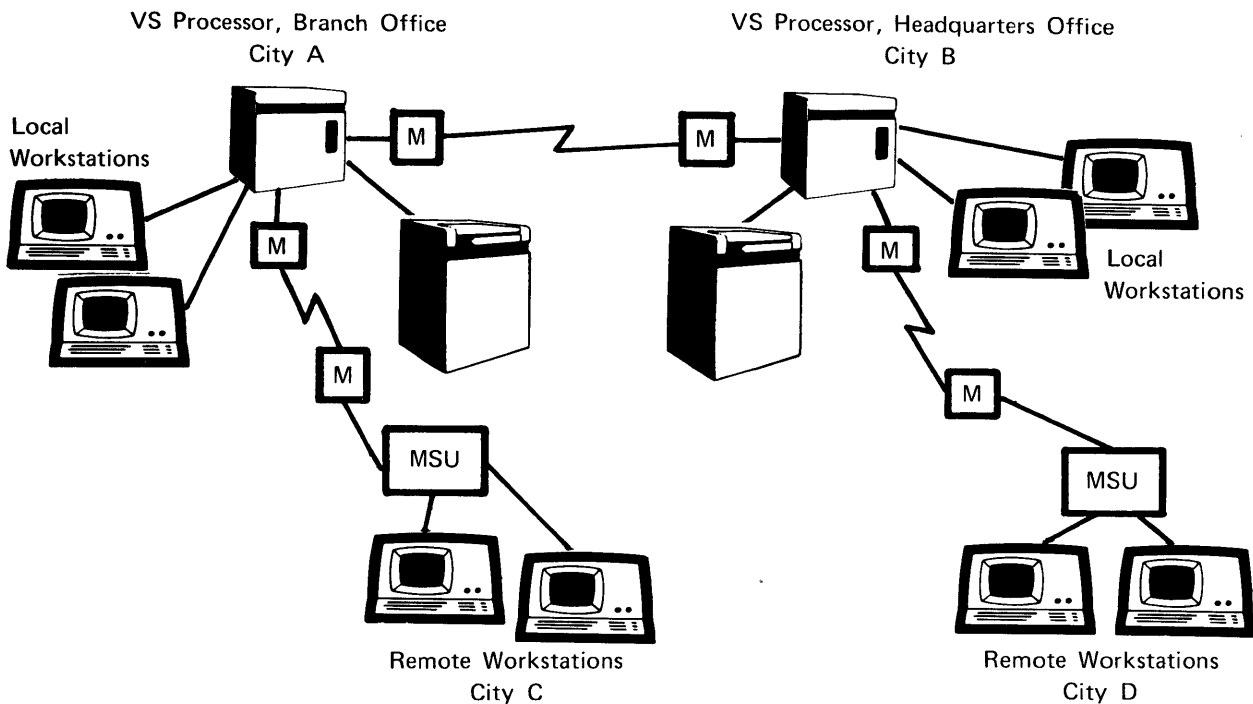 VS Processor, Branch Office
City A
VS Processor, Headquarters Office
City B
Local
Workstations
M
M
M
M
Local
Workstations
M
M
MSU
MSU
Remote Workstations
City C
Remote Workstations
City D